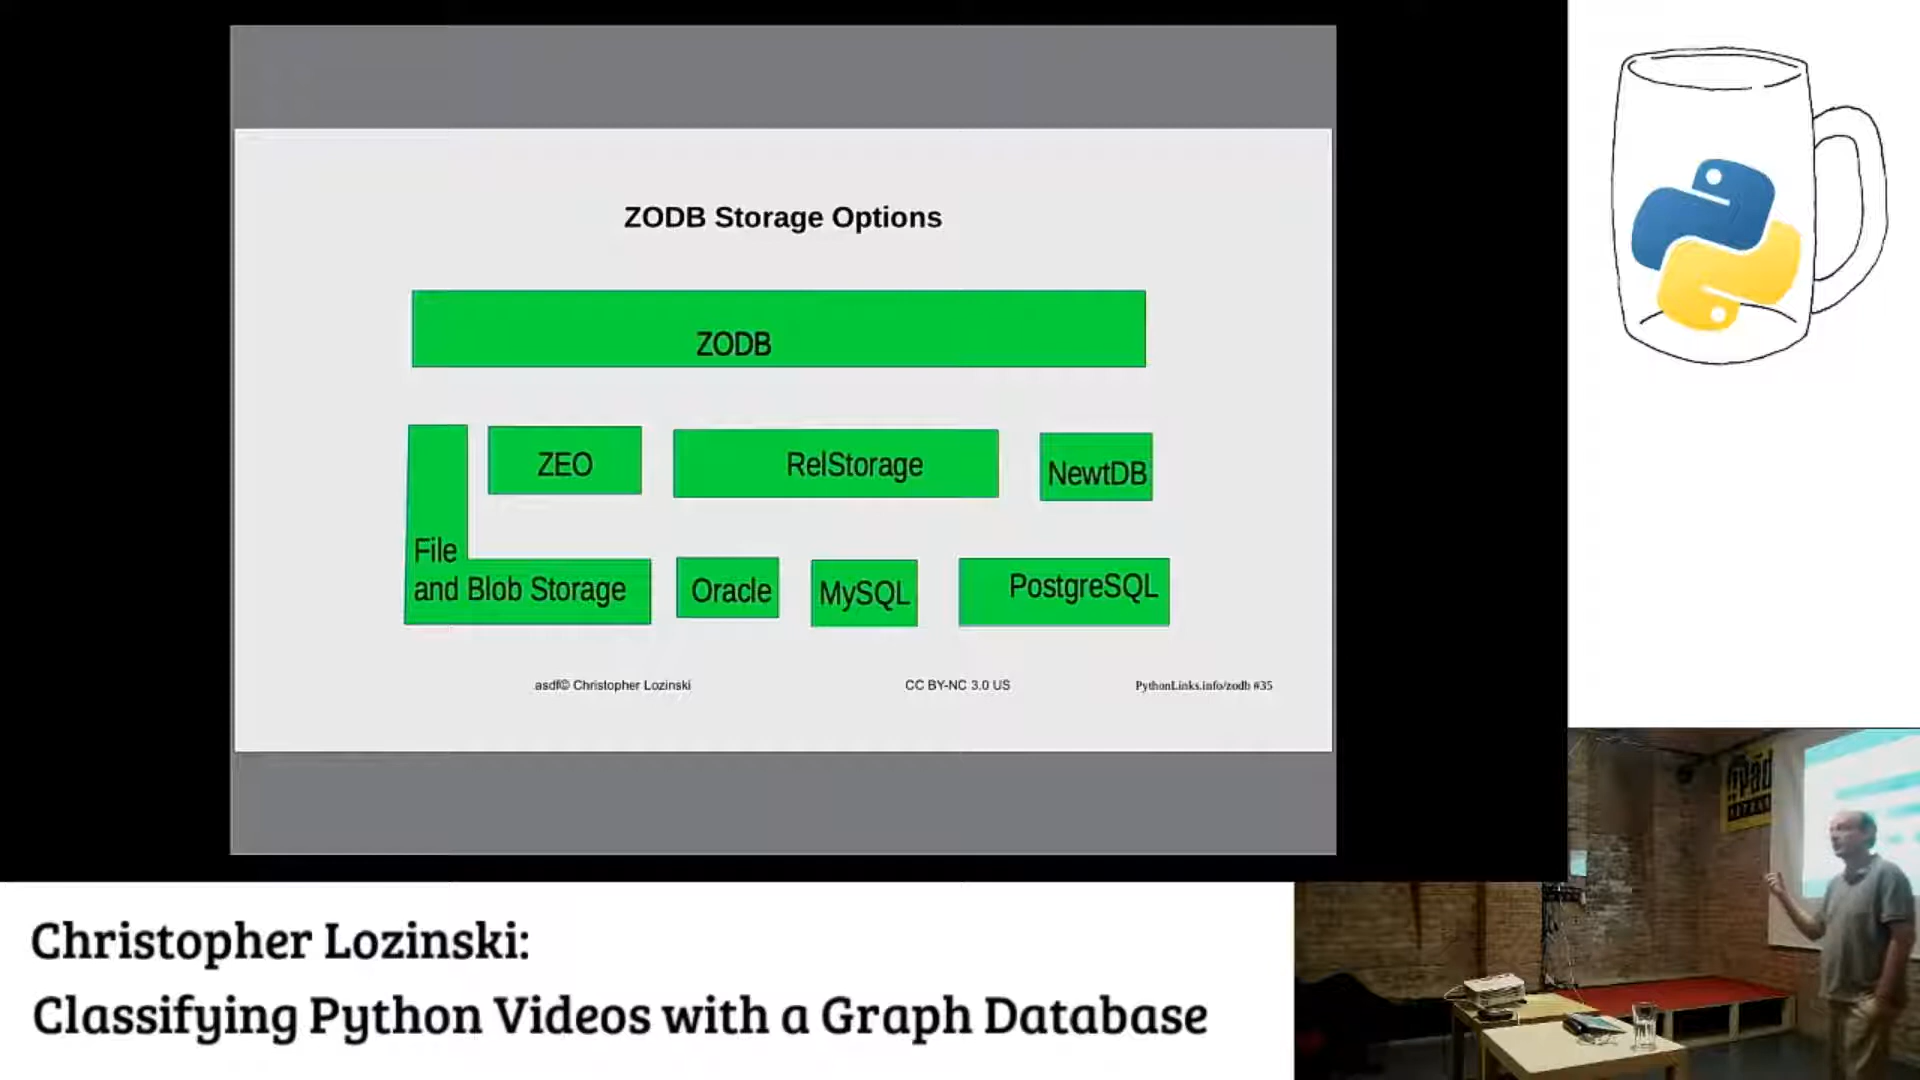 ZODB Storage Options
ZODB
ZEO
RelStorage
NewtDB
File
and Blob Storage
Oracle
MySQL
PostgreSQL
asdf© Christopher Lozinski
CC BY-NC 3.0 US
PythonLinks.info/zodb #35
Christopher Lozinski:
Classifying Python Videos with a Graph Database